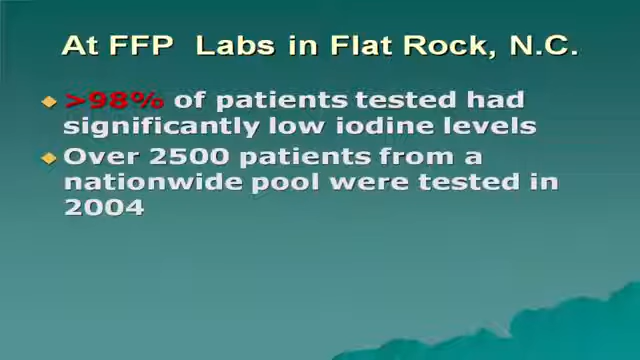 At FFP Labs in Flat Rock, N.C.
>98% of patients tested had
significantly low iodine levels
Over 2500 patients from a
nationwide pool were tested in
2004